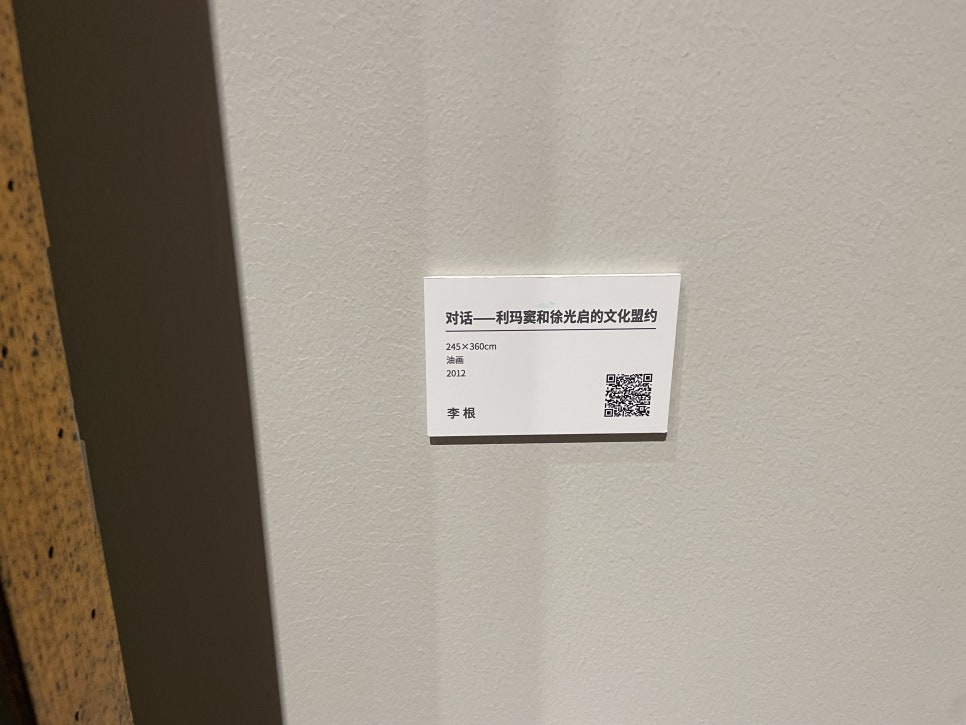 对话——利玛窦和徐光启的文化盟约
245×360cm
油画
2012
李 根